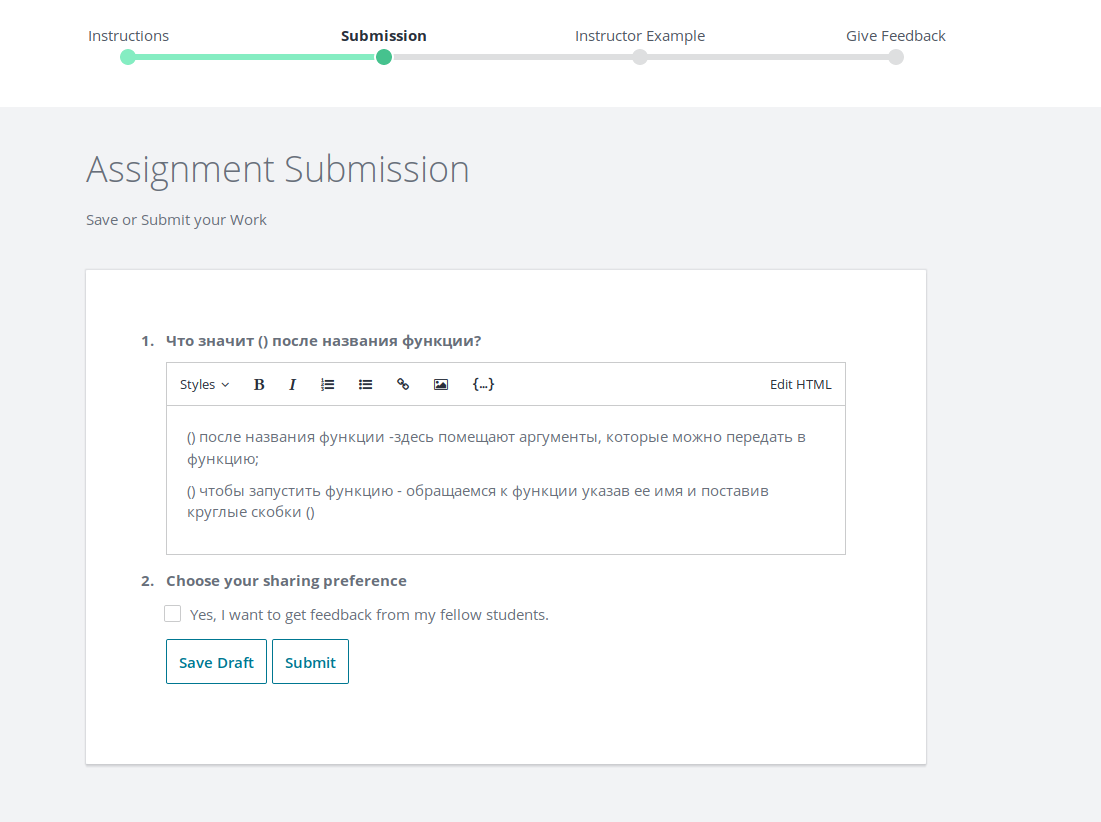 Instructions
Submission
Instructor Example
Give Feedback
Assignment Submission
Save or Submit your Work
1. Что значит () после названия функции?
Styles B I {...} Edit HTML
() после названия функции -здесь помещают аргументы, которые можно передать в
функцию;
() чтобы запустить функцию - обращаемся к функции указав ее имя и поставив
круглые скобки ()
2. Choose your sharing preference
Yes, I want to get feedback from my fellow students.
Save Draft Submit